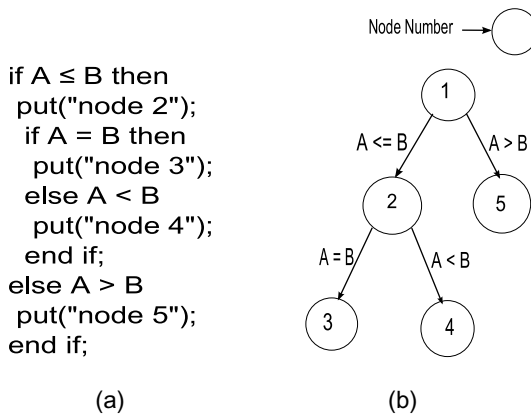 if A ≤ B then
put("node 2");
if A = B then
put("node 3");
else A < B
put("node 4");
end if;
else A > B
put("node 5");
end if;
(a)
Node Number
1
A <= B
A > B
2
5
A = B
A < B
3
4
(b)